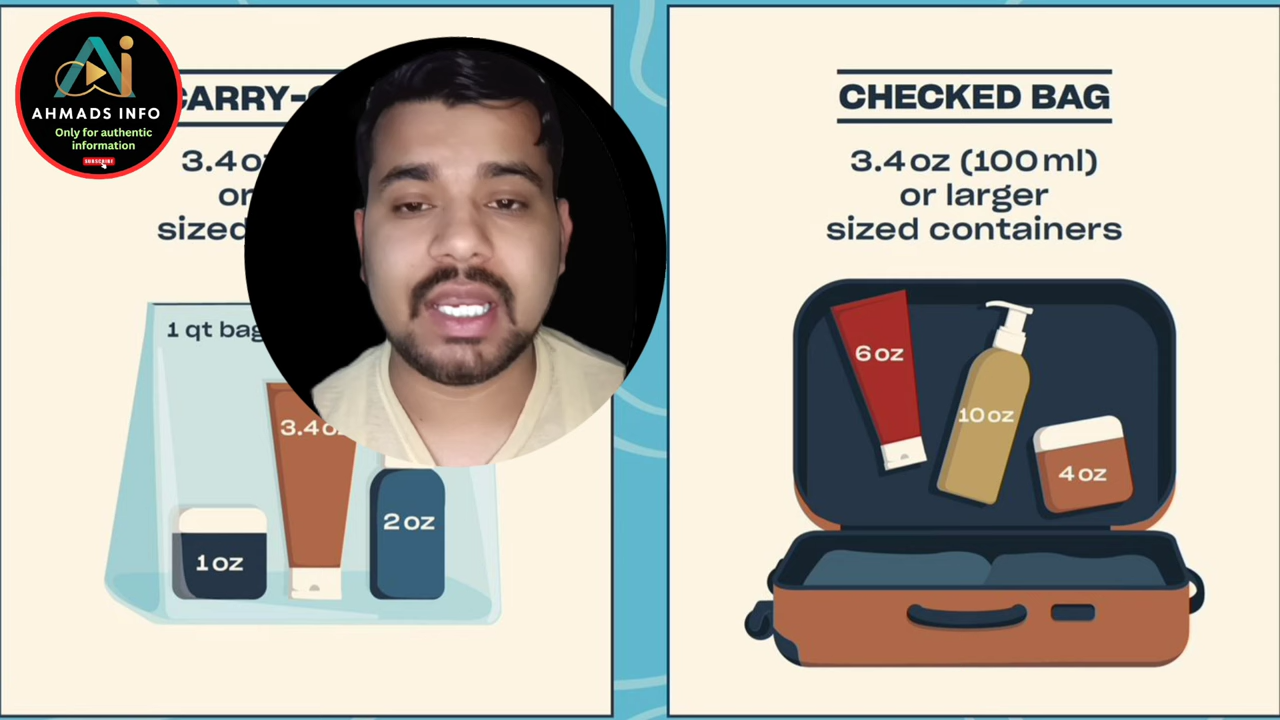 AHMADS INFO
Only for authentic
information
SUBSCRIBE
3.4
or
sized
1 qt bag
3.4 oz
2 oz
1 oz
CHECKED BAG
3.4 oz (100 ml)
or larger
sized containers
6 oz
10 oz
4 oz